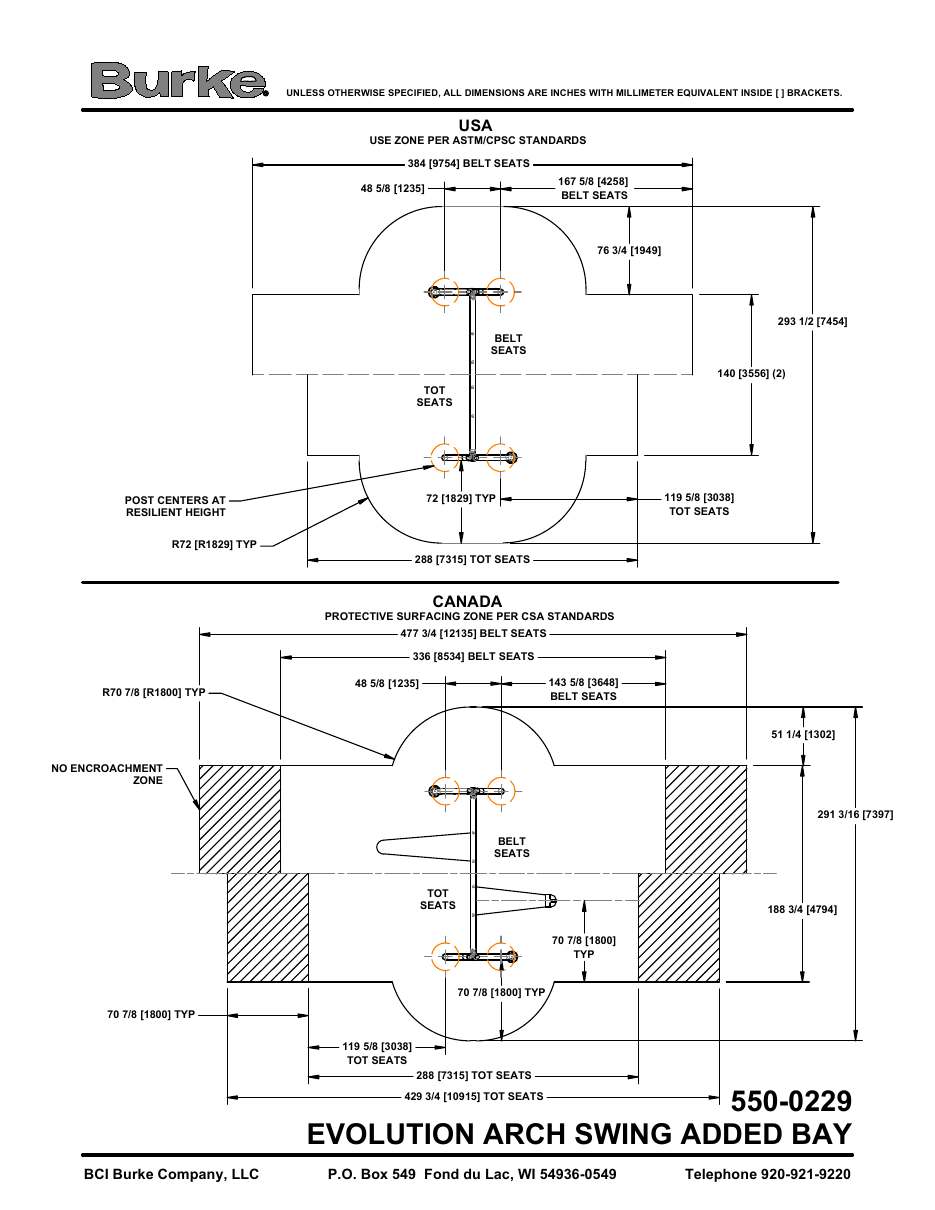 Burke
UNLESS OTHERWISE SPECIFIED, ALL DIMENSIONS ARE INCHES WITH MILLIMETER EQUIVALENT INSIDE [ ] BRACKETS.
USA
USE ZONE PER ASTM/CPSC STANDARDS
384 [9754] BELT SEATS
48 5/8 [1235]
167 5/8 [4258]
BELT SEATS
76 3/4 [1949]
293 1/2 [7454]
BELT
SEATS
140 [3556] (2)
TOT
SEATS
POST CENTERS AT
RESILIENT HEIGHT
72 [1829] TYP
119 5/8 [3038]
TOT SEATS
R72 [R1829] TYP
288 [7315] TOT SEATS
CANADA
PROTECTIVE SURFACING ZONE PER CSA STANDARDS
477 3/4 [12135] BELT SEATS
336 [8534] BELT SEATS
48 5/8 [1235]
143 5/8 [3648]
BELT SEATS
R70 7/8 [R1800] TYP
51 1/4 [1302]
NO ENCROACHMENT
ZONE
291 3/16 [7397]
BELT
SEATS
TOT
SEATS
188 3/4 [4794]
70 7/8 [1800]
TYP
70 7/8 [1800] TYP
70 7/8 [1800] TYP
119 5/8 [3038]
TOT SEATS
288 [7315] TOT SEATS
429 3/4 [10915] TOT SEATS
550-0229
EVOLUTION ARCH SWING ADDED BAY
BCI Burke Company, LLC
P.O. Box 549 Fond du Lac, WI 54936-0549
Telephone 920-921-9220